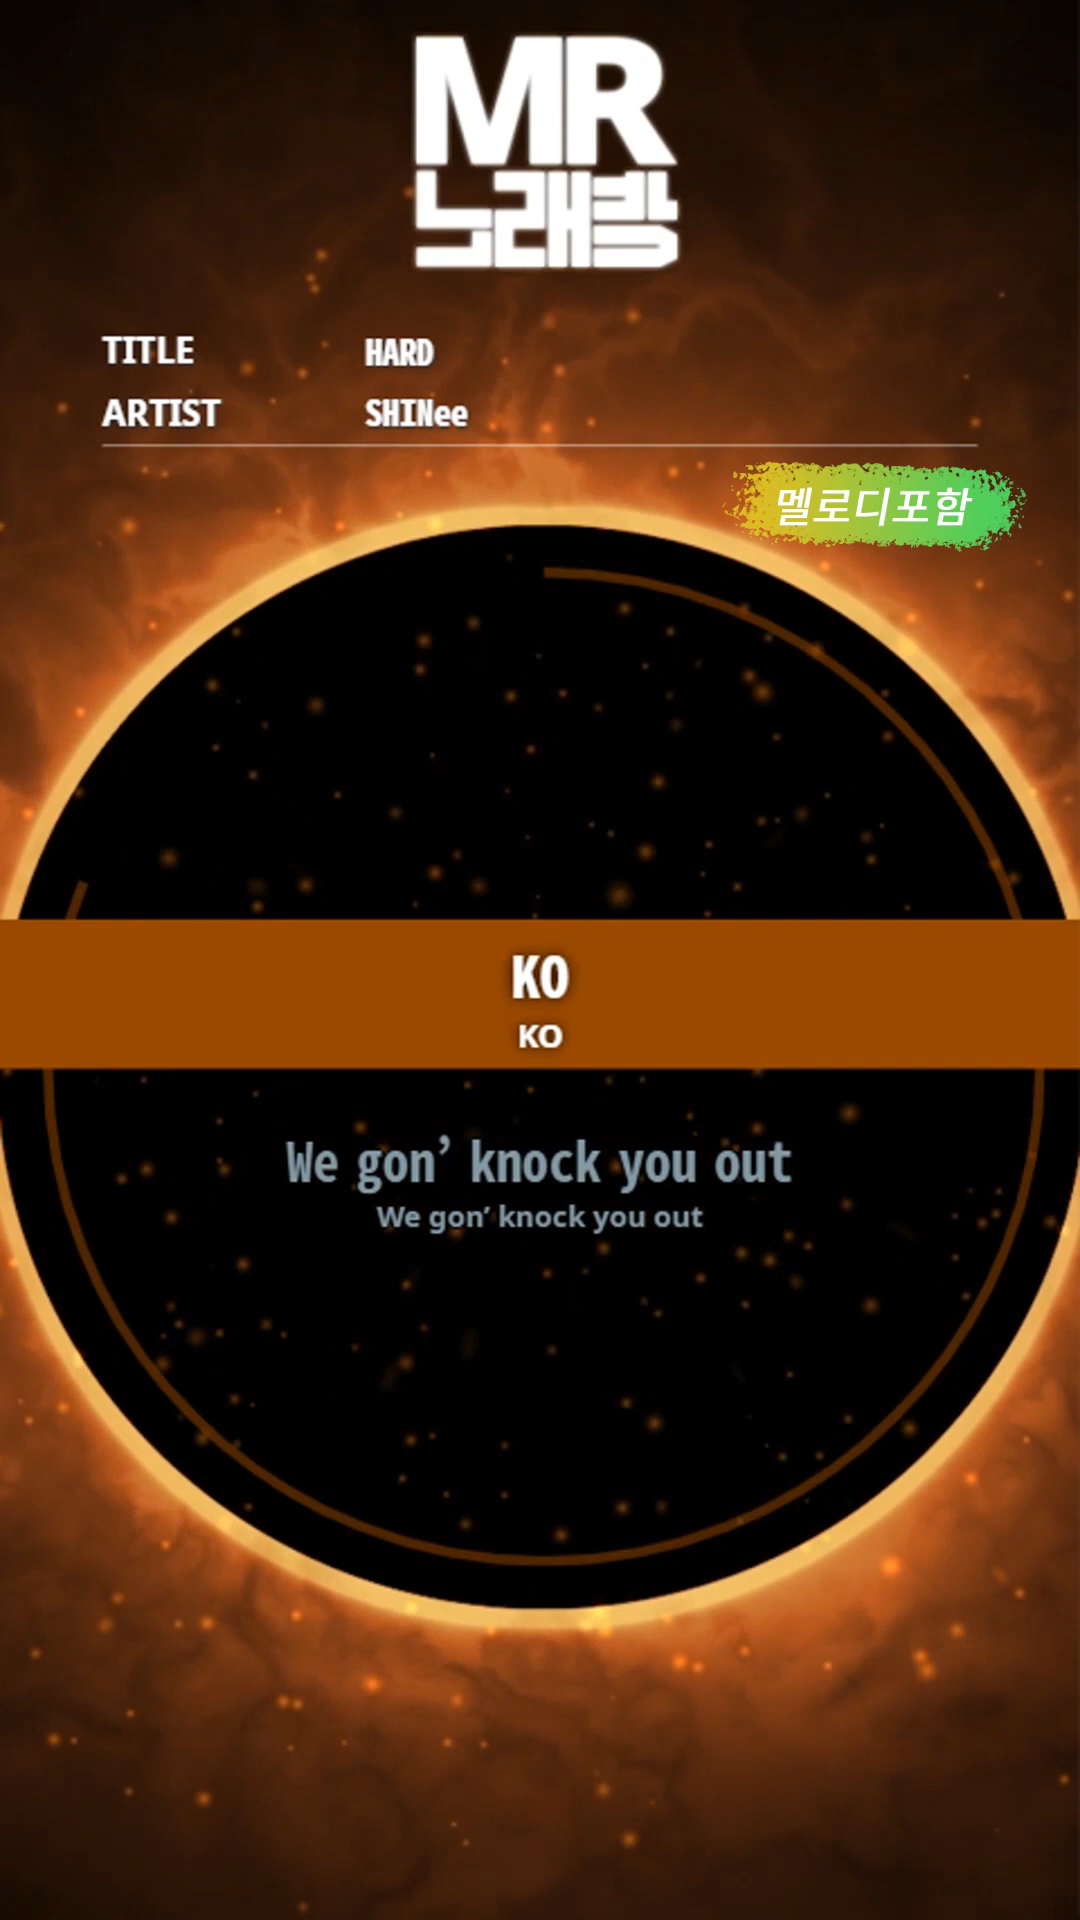 MR
노래방
TITLE HARD
ARTIST SHINee
멜로디포함
KO
KO
We gon’ knock you out
We gon’ knock you out